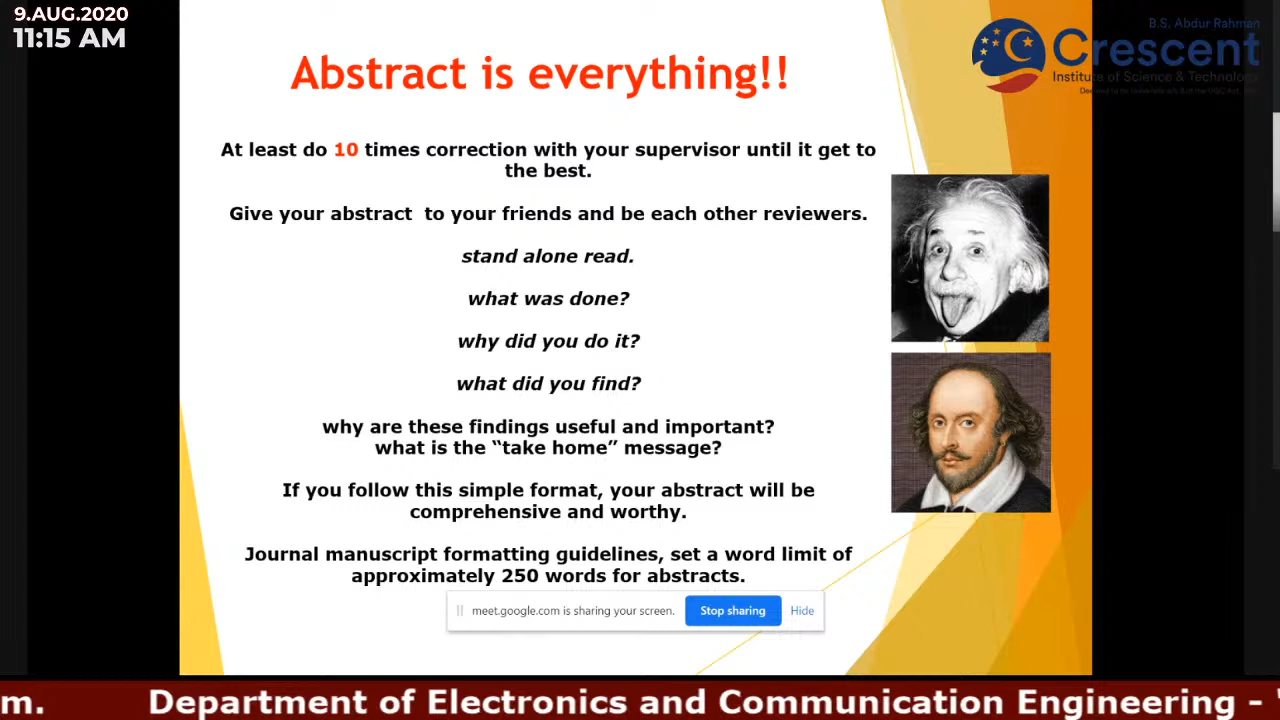 9.AUG.2020
11:15 AM
B.S. Abdur Rahman
Crescent
Institute of Science & Technology
Abstract is everything!!
At least do 10 times correction with your supervisor until it get to
the best.
Give your abstract to your friends and be each other reviewers.
stand alone read.
what was done?
why did you do it?
what did you find?
why are these findings useful and important?
what is the “take home” message?
If you follow this simple format, your abstract will be
comprehensive and worthy.
Journal manuscript formatting guidelines, set a word limit of
approximately 250 words for abstracts.
meet.google.com is sharing your screen. Stop sharing Hide
m. Department of Electronics and Communication Engineering -